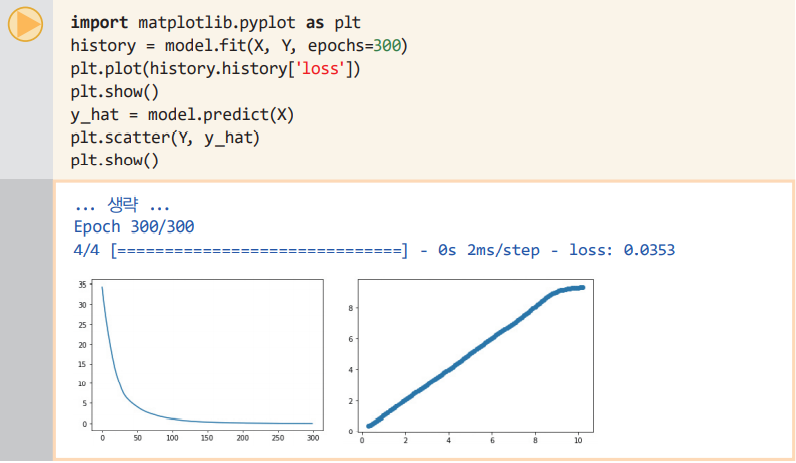 import matplotlib.pyplot as plt
history = model.fit(X, Y, epochs=300)
plt.plot(history.history['loss'])
plt.show()
y_hat = model.predict(X)
plt.scatter(Y, y_hat)
plt.show()
... 생략 ...
Epoch 300/300
4/4 [==============================] - 0s 2ms/step - loss: 0.0353
35
30
25
20
15
10
5
0
0 50 100 150 200 250 300
8
6
4
2
0
0 2 4 6 8 10